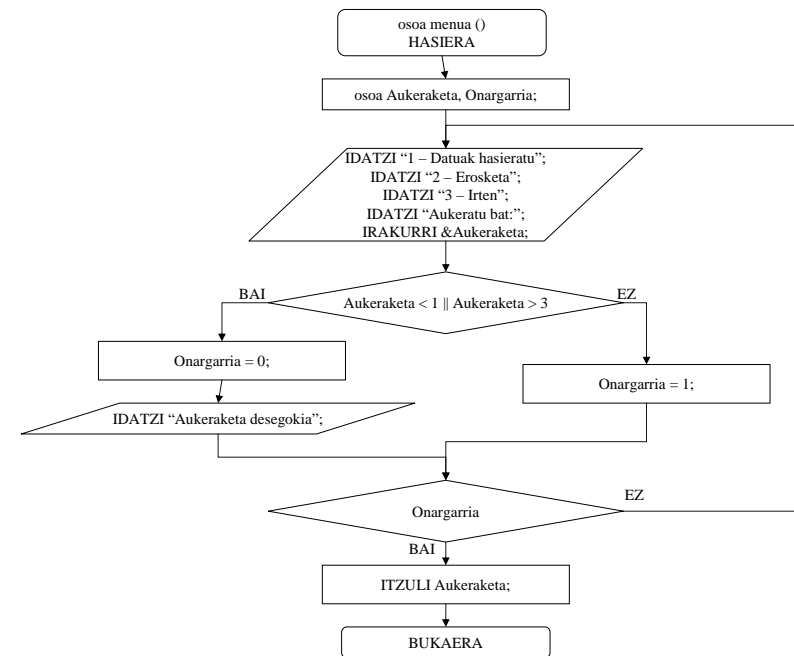 osoa menua ()
HASIERA
osoa Aukeraketa, Onargarria;
IDATZI “1 – Datuak hasieratu”;
IDATZI “2 – Erosketa”;
IDATZI “3 – Irten”;
IDATZI “Aukeratu bat:”;
IRAKURRI &Aukeraketa;
BAI
Aukeraketa < 1 || Aukeraketa > 3
EZ
Onargarria = 0;
Onargarria = 1;
IDATZI “Aukeraketa desegokia”;
Onargarria
EZ
BAI
ITZULI Aukeraketa;
BUKAERA